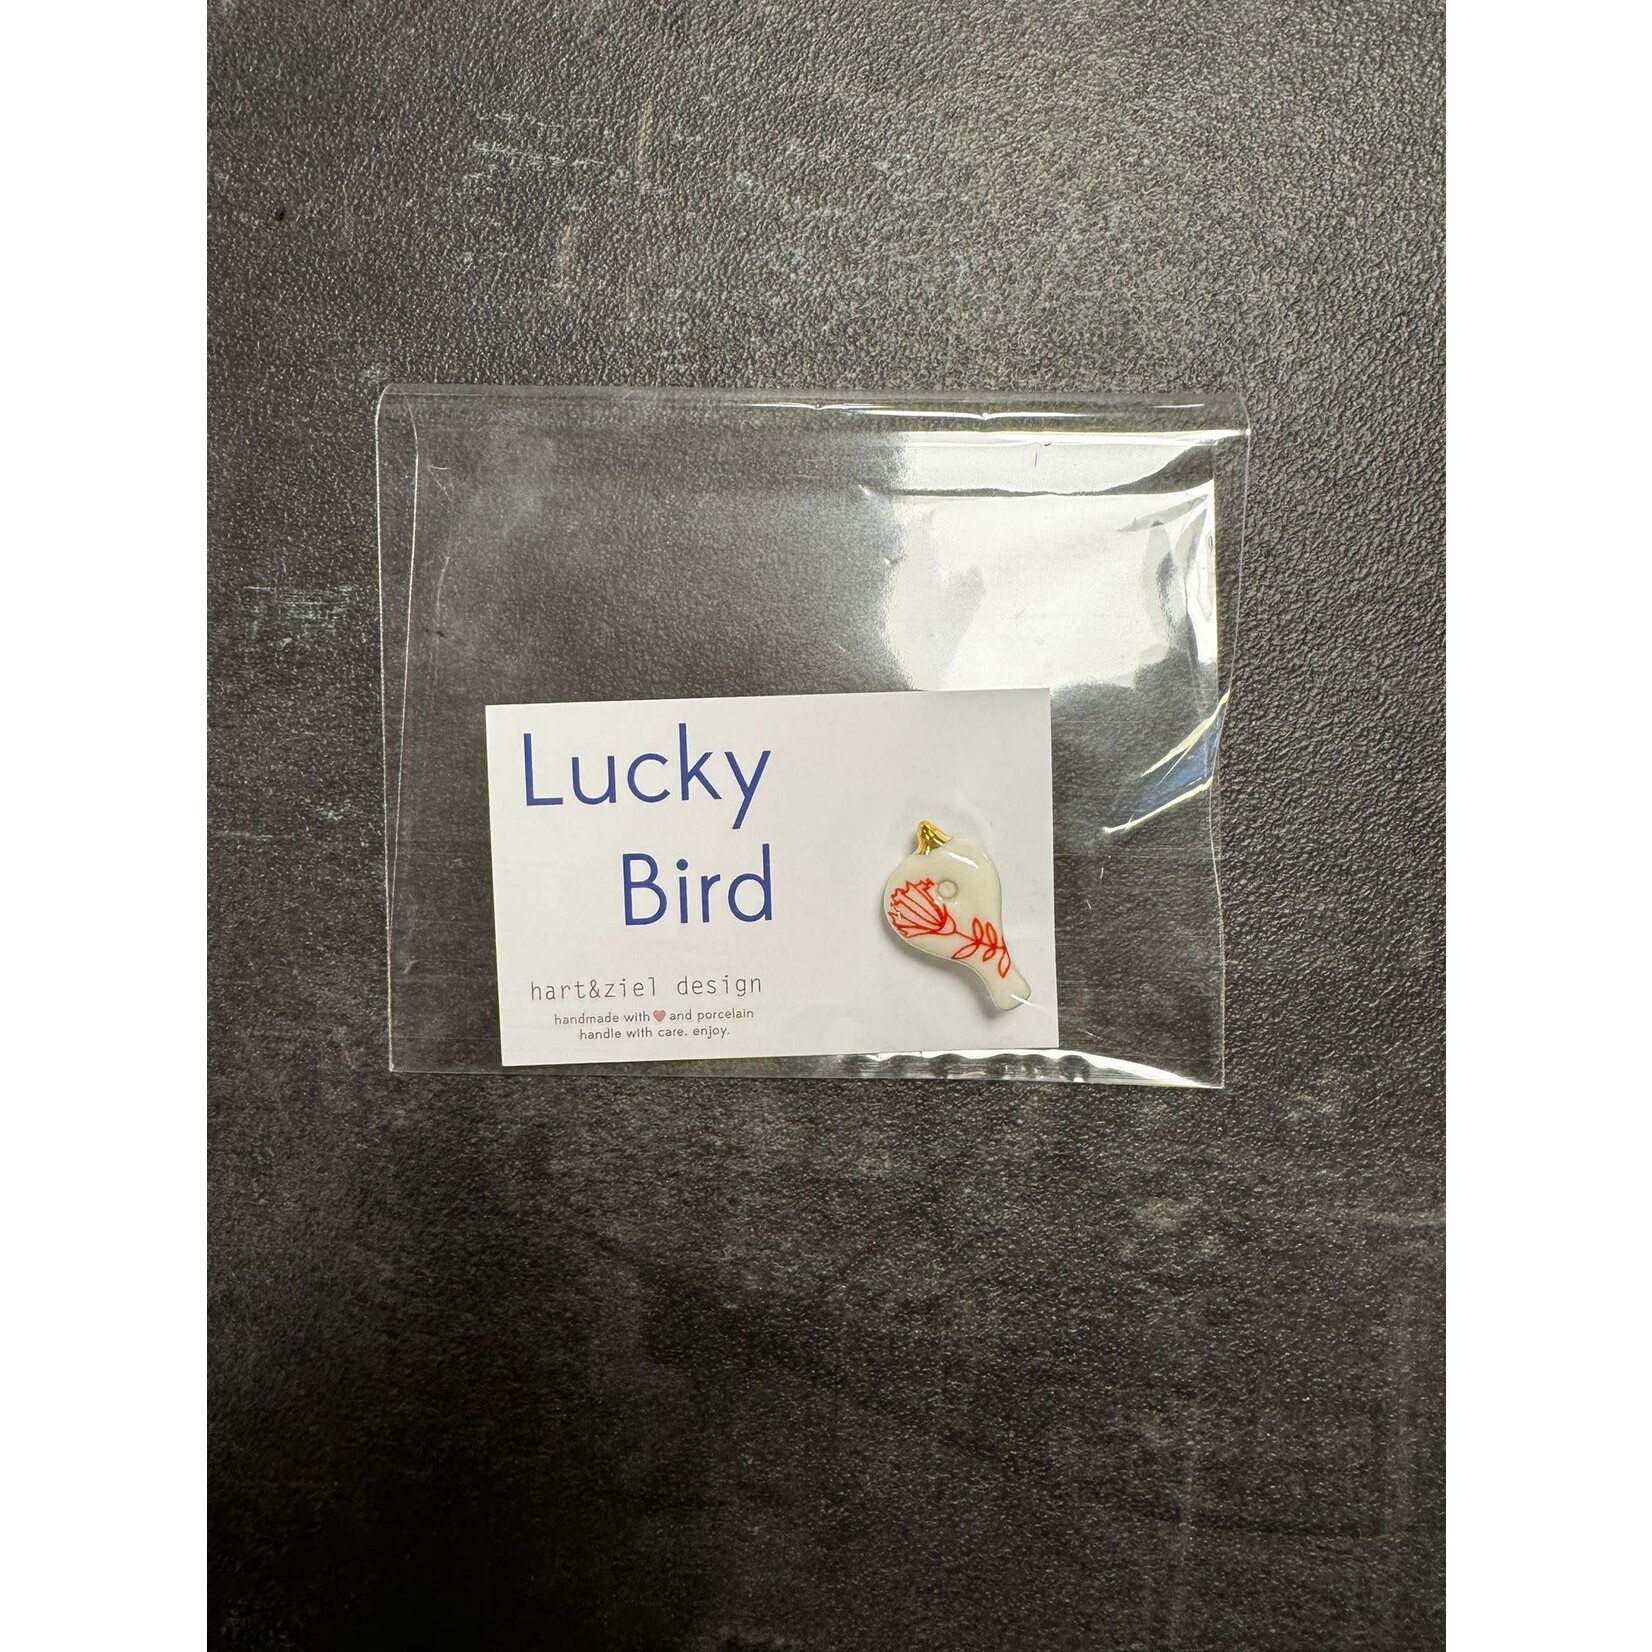 Lucky
Bird
hart&ziel design
handmade with ❤ and porcelain
handle with care. enjoy.